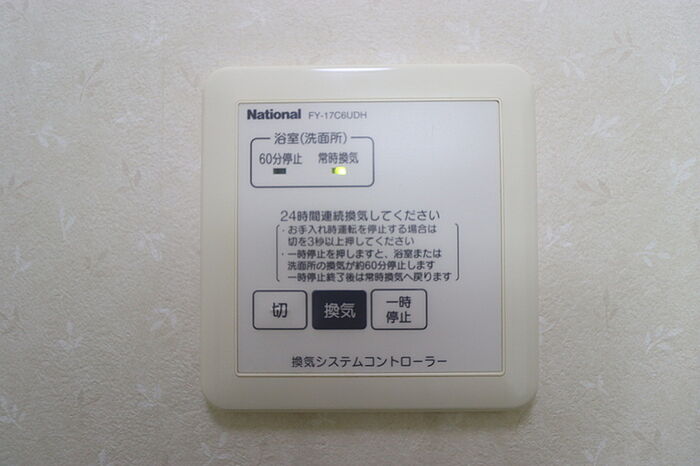 National FY-17C6UDH
浴室(洗面所)
60分停止 常時換気
24時間連続換気してください
・お手入れ時運転を停止する場合は
切を3秒以上押してください
・一時停止を押しますと、浴室または
洗面所の換気が約60分停止します
一時停止終了後は常時換気へ戻ります
切 換気 一時
停止
換気システムコントローラー